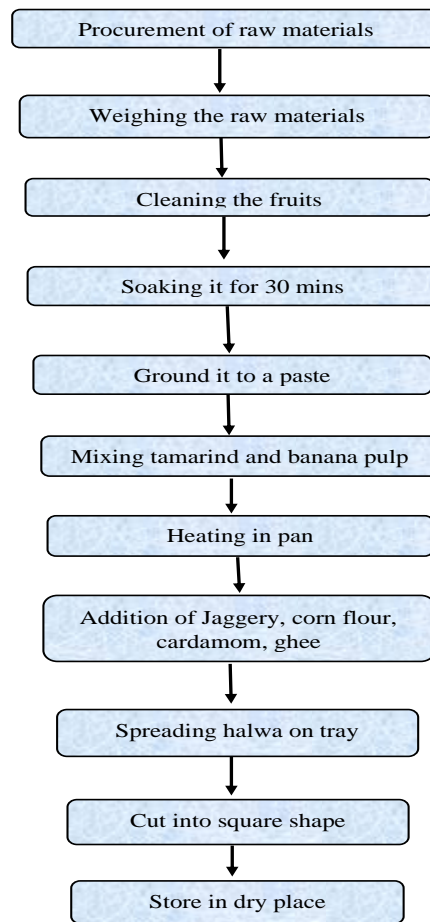 Procurement of raw materials
Weighing the raw materials
Cleaning the fruits
Soaking it for 30 mins
Ground it to a paste
Mixing tamarind and banana pulp
Heating in pan
Addition of Jaggery, corn flour,
cardamom, ghee
Spreading halwa on tray
Cut into square shape
Store in dry place